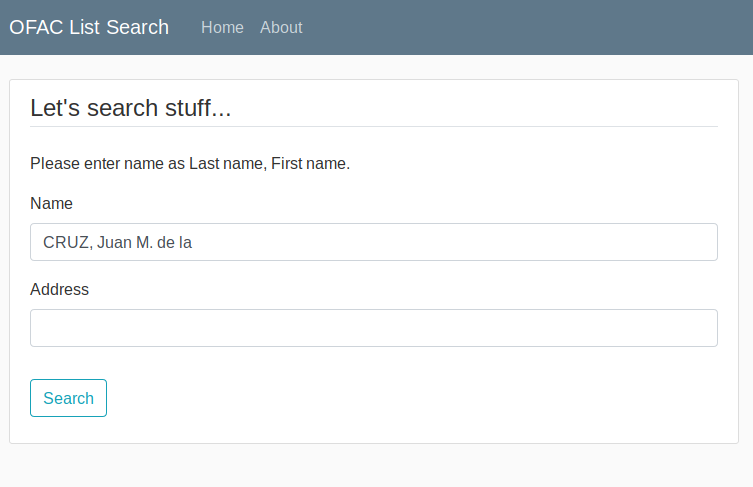 OFAC List Search Home About
Let's search stuff...
Please enter name as Last name, First name.
Name
CRUZ, Juan M. de la
Address
Search